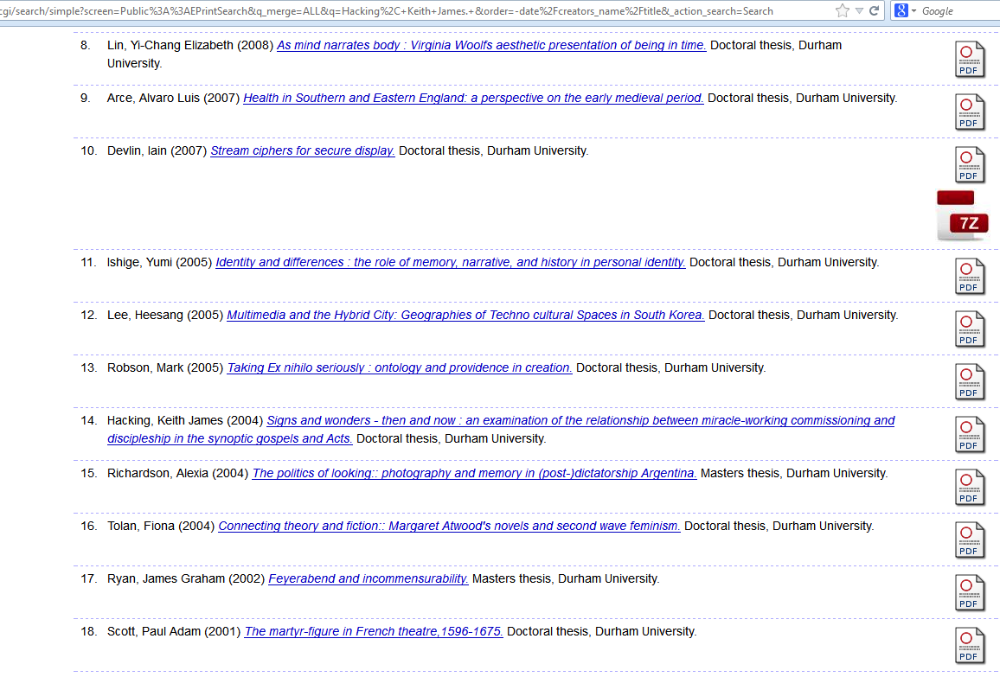 cgi/search/simple?screen=Public%3A%3AEPrintSearch&q_merge=ALL&q=Hacking%2C+Keith+James.+&order=-date%2Fcreators_name%2Ftitle&_action_search=Search
8 Google
8. Lin, Yi-Chang Elizabeth (2008) As mind narrates body : Virginia Woolfs aesthetic presentation of being in time. Doctoral thesis, Durham
University.
PDF
9. Arce, Alvaro Luis (2007) Health in Southern and Eastern England: a perspective on the early medieval period. Doctoral thesis, Durham University.
PDF
10. Devlin, Iain (2007) Stream ciphers for secure display. Doctoral thesis, Durham University.
PDF
7Z
11. Ishige, Yumi (2005) Identity and differences : the role of memory, narrative, and history in personal identity. Doctoral thesis, Durham University.
PDF
12. Lee, Heesang (2005) Multimedia and the Hybrid City: Geographies of Techno cultural Spaces in South Korea. Doctoral thesis, Durham University.
PDF
13. Robson, Mark (2005) Taking Ex nihilo seriously : ontology and providence in creation. Doctoral thesis, Durham University.
PDF
14. Hacking, Keith James (2004) Signs and wonders - then and now : an examination of the relationship between miracle-working commissioning and
discipleship in the synoptic gospels and Acts. Doctoral thesis, Durham University.
PDF
15. Richardson, Alexia (2004) The politics of looking:: photography and memory in (post-)dictatorship Argentina. Masters thesis, Durham University.
PDF
16. Tolan, Fiona (2004) Connecting theory and fiction:: Margaret Atwood's novels and second wave feminism. Doctoral thesis, Durham University.
PDF
17. Ryan, James Graham (2002) Feyerabend and incommensurability. Masters thesis, Durham University.
PDF
18. Scott, Paul Adam (2001) The martyr-figure in French theatre,1596-1675. Doctoral thesis, Durham University.
PDF